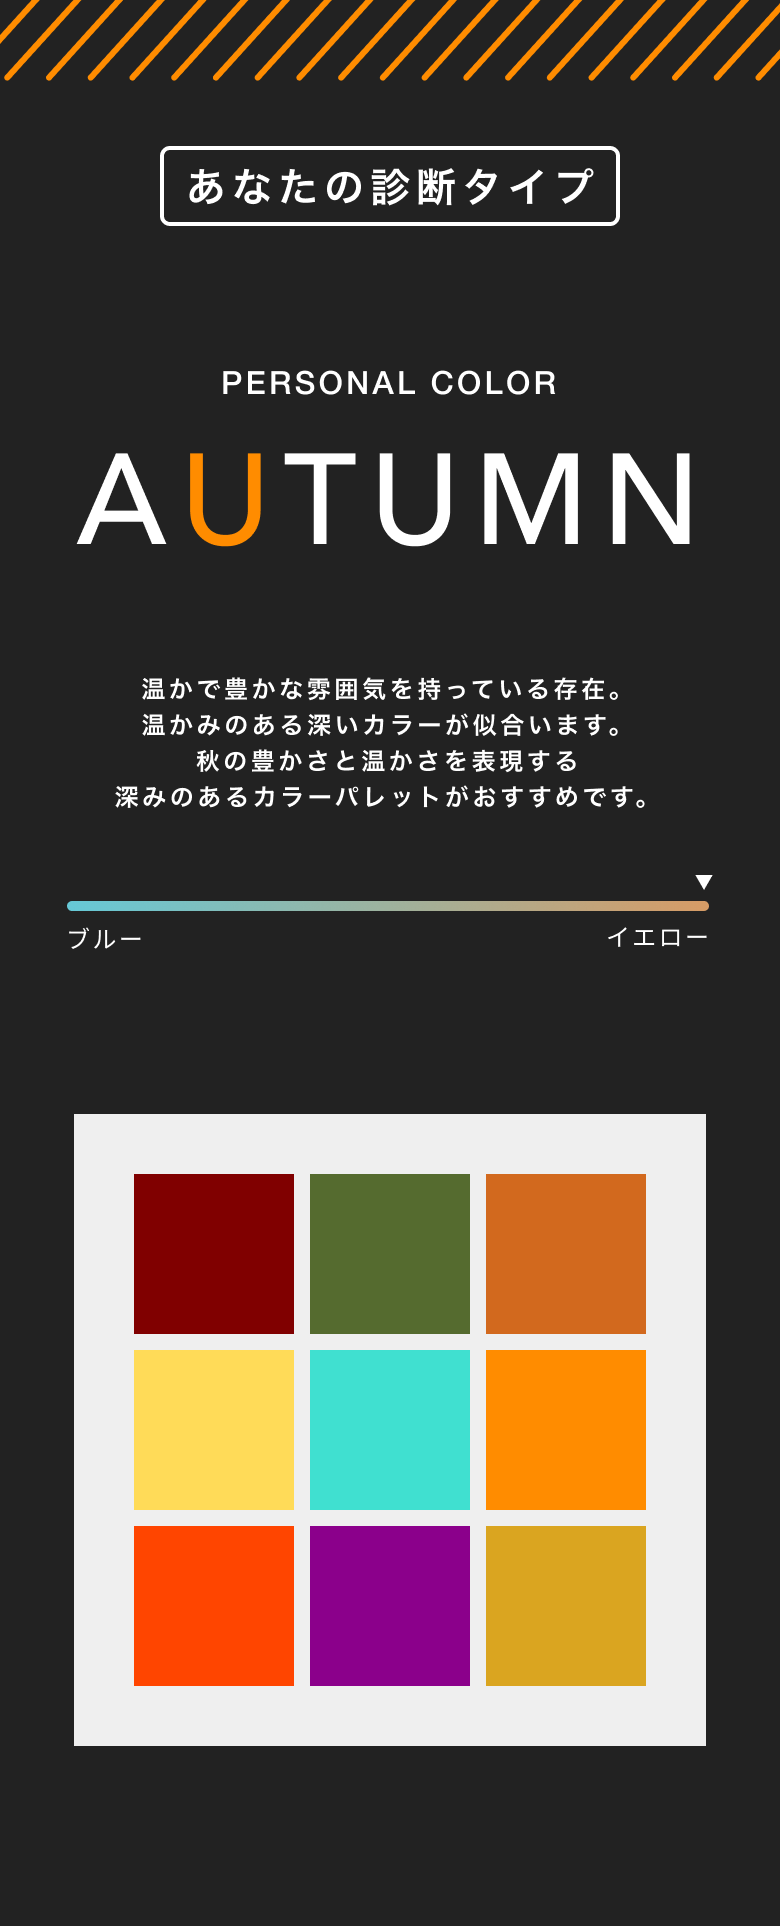 あなたの診断タイプ
PERSONAL COLOR
AUTUMN
温かで豊かな雰囲気を持っている存在。
温かみのある深いカラーが似合います。
秋の豊かさと温かさを表現する
深みのあるカラーパレットがおすすめです。
ブルー
イエロー